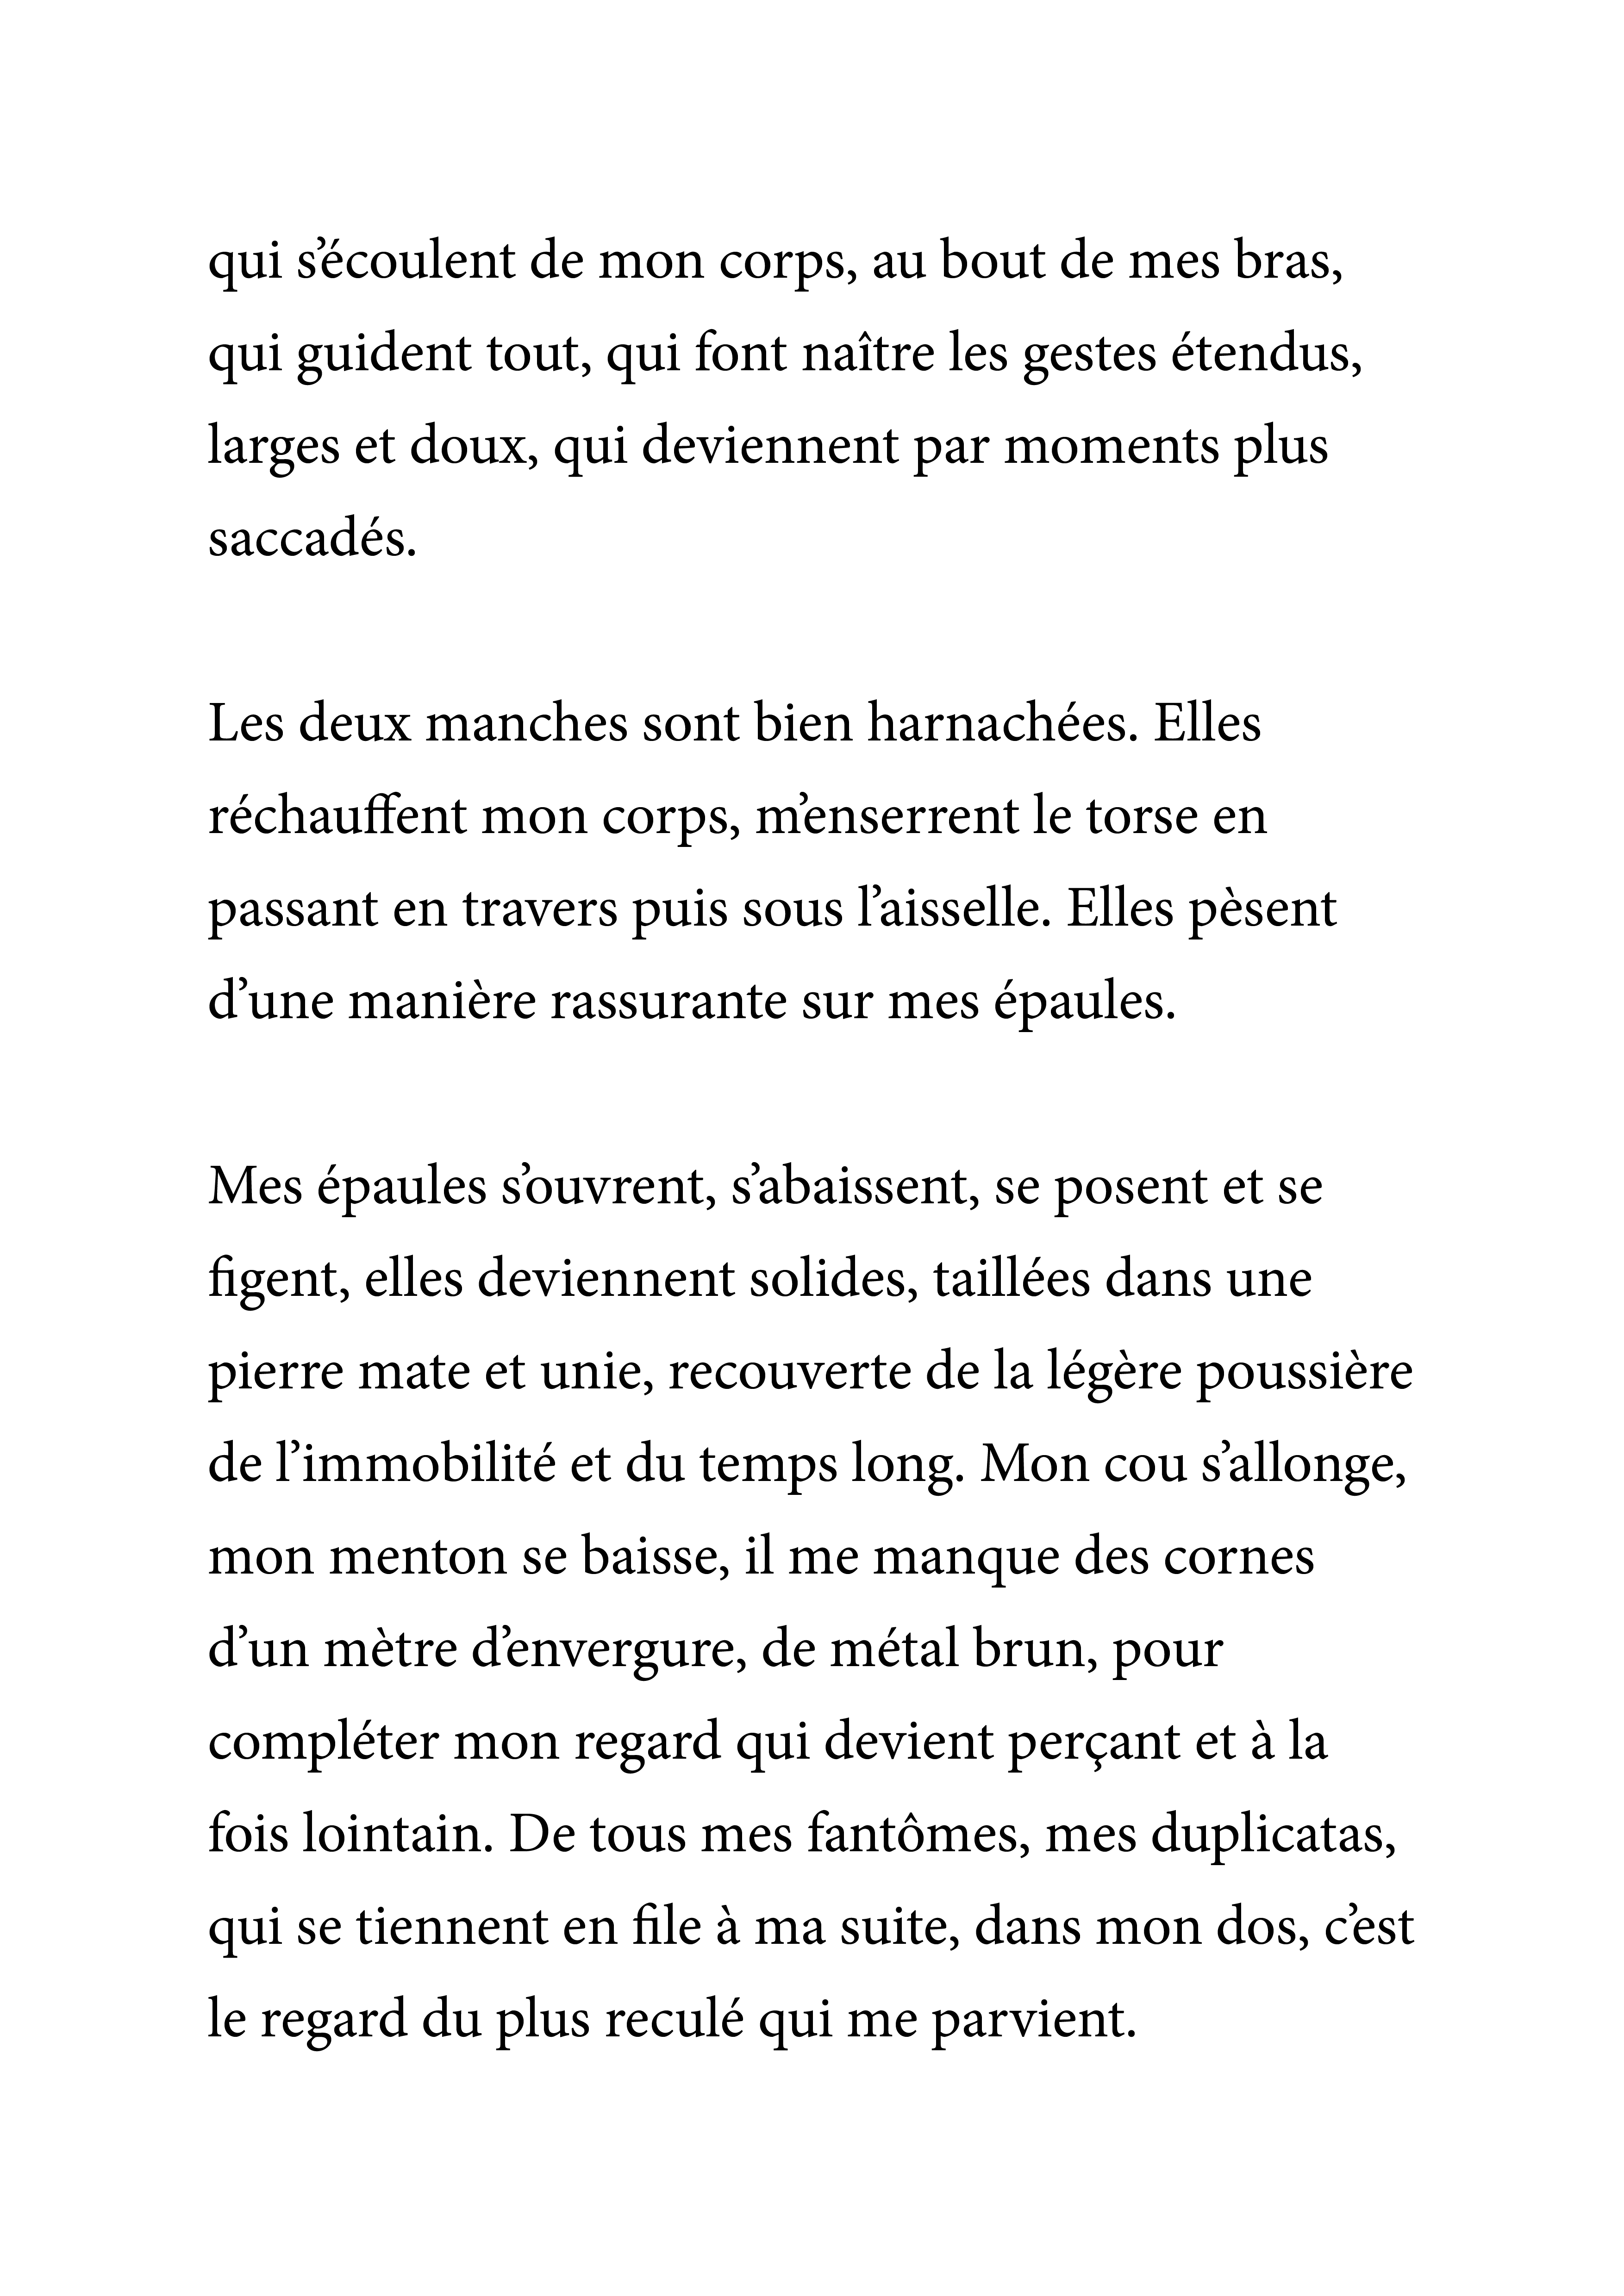 qui s’écoulent de mon corps, au bout de mes bras,
qui guident tout, qui font naître les gestes étendus,
larges et doux, qui deviennent par moments plus
saccadés.
Les deux manches sont bien harnachées. Elles
réchauffent mon corps, m’enserrent le torse en
passant en travers puis sous l’aisselle. Elles pèsent
d’une manière rassurante sur mes épaules.
Mes épaules s’ouvrent, s’abaissent, se posent et se
figent, elles deviennent solides, taillées dans une
pierre mate et unie, recouverte de la légère poussière
de l’immobilité et du temps long. Mon cou s’allonge,
mon menton se baisse, il me manque des cornes
d’un mètre d’envergure, de métal brun, pour
compléter mon regard qui devient perçant et à la
fois lointain. De tous mes fantômes, mes duplicatas,
qui se tiennent en file à ma suite, dans mon dos, c’est
le regard du plus reculé qui me parvient.